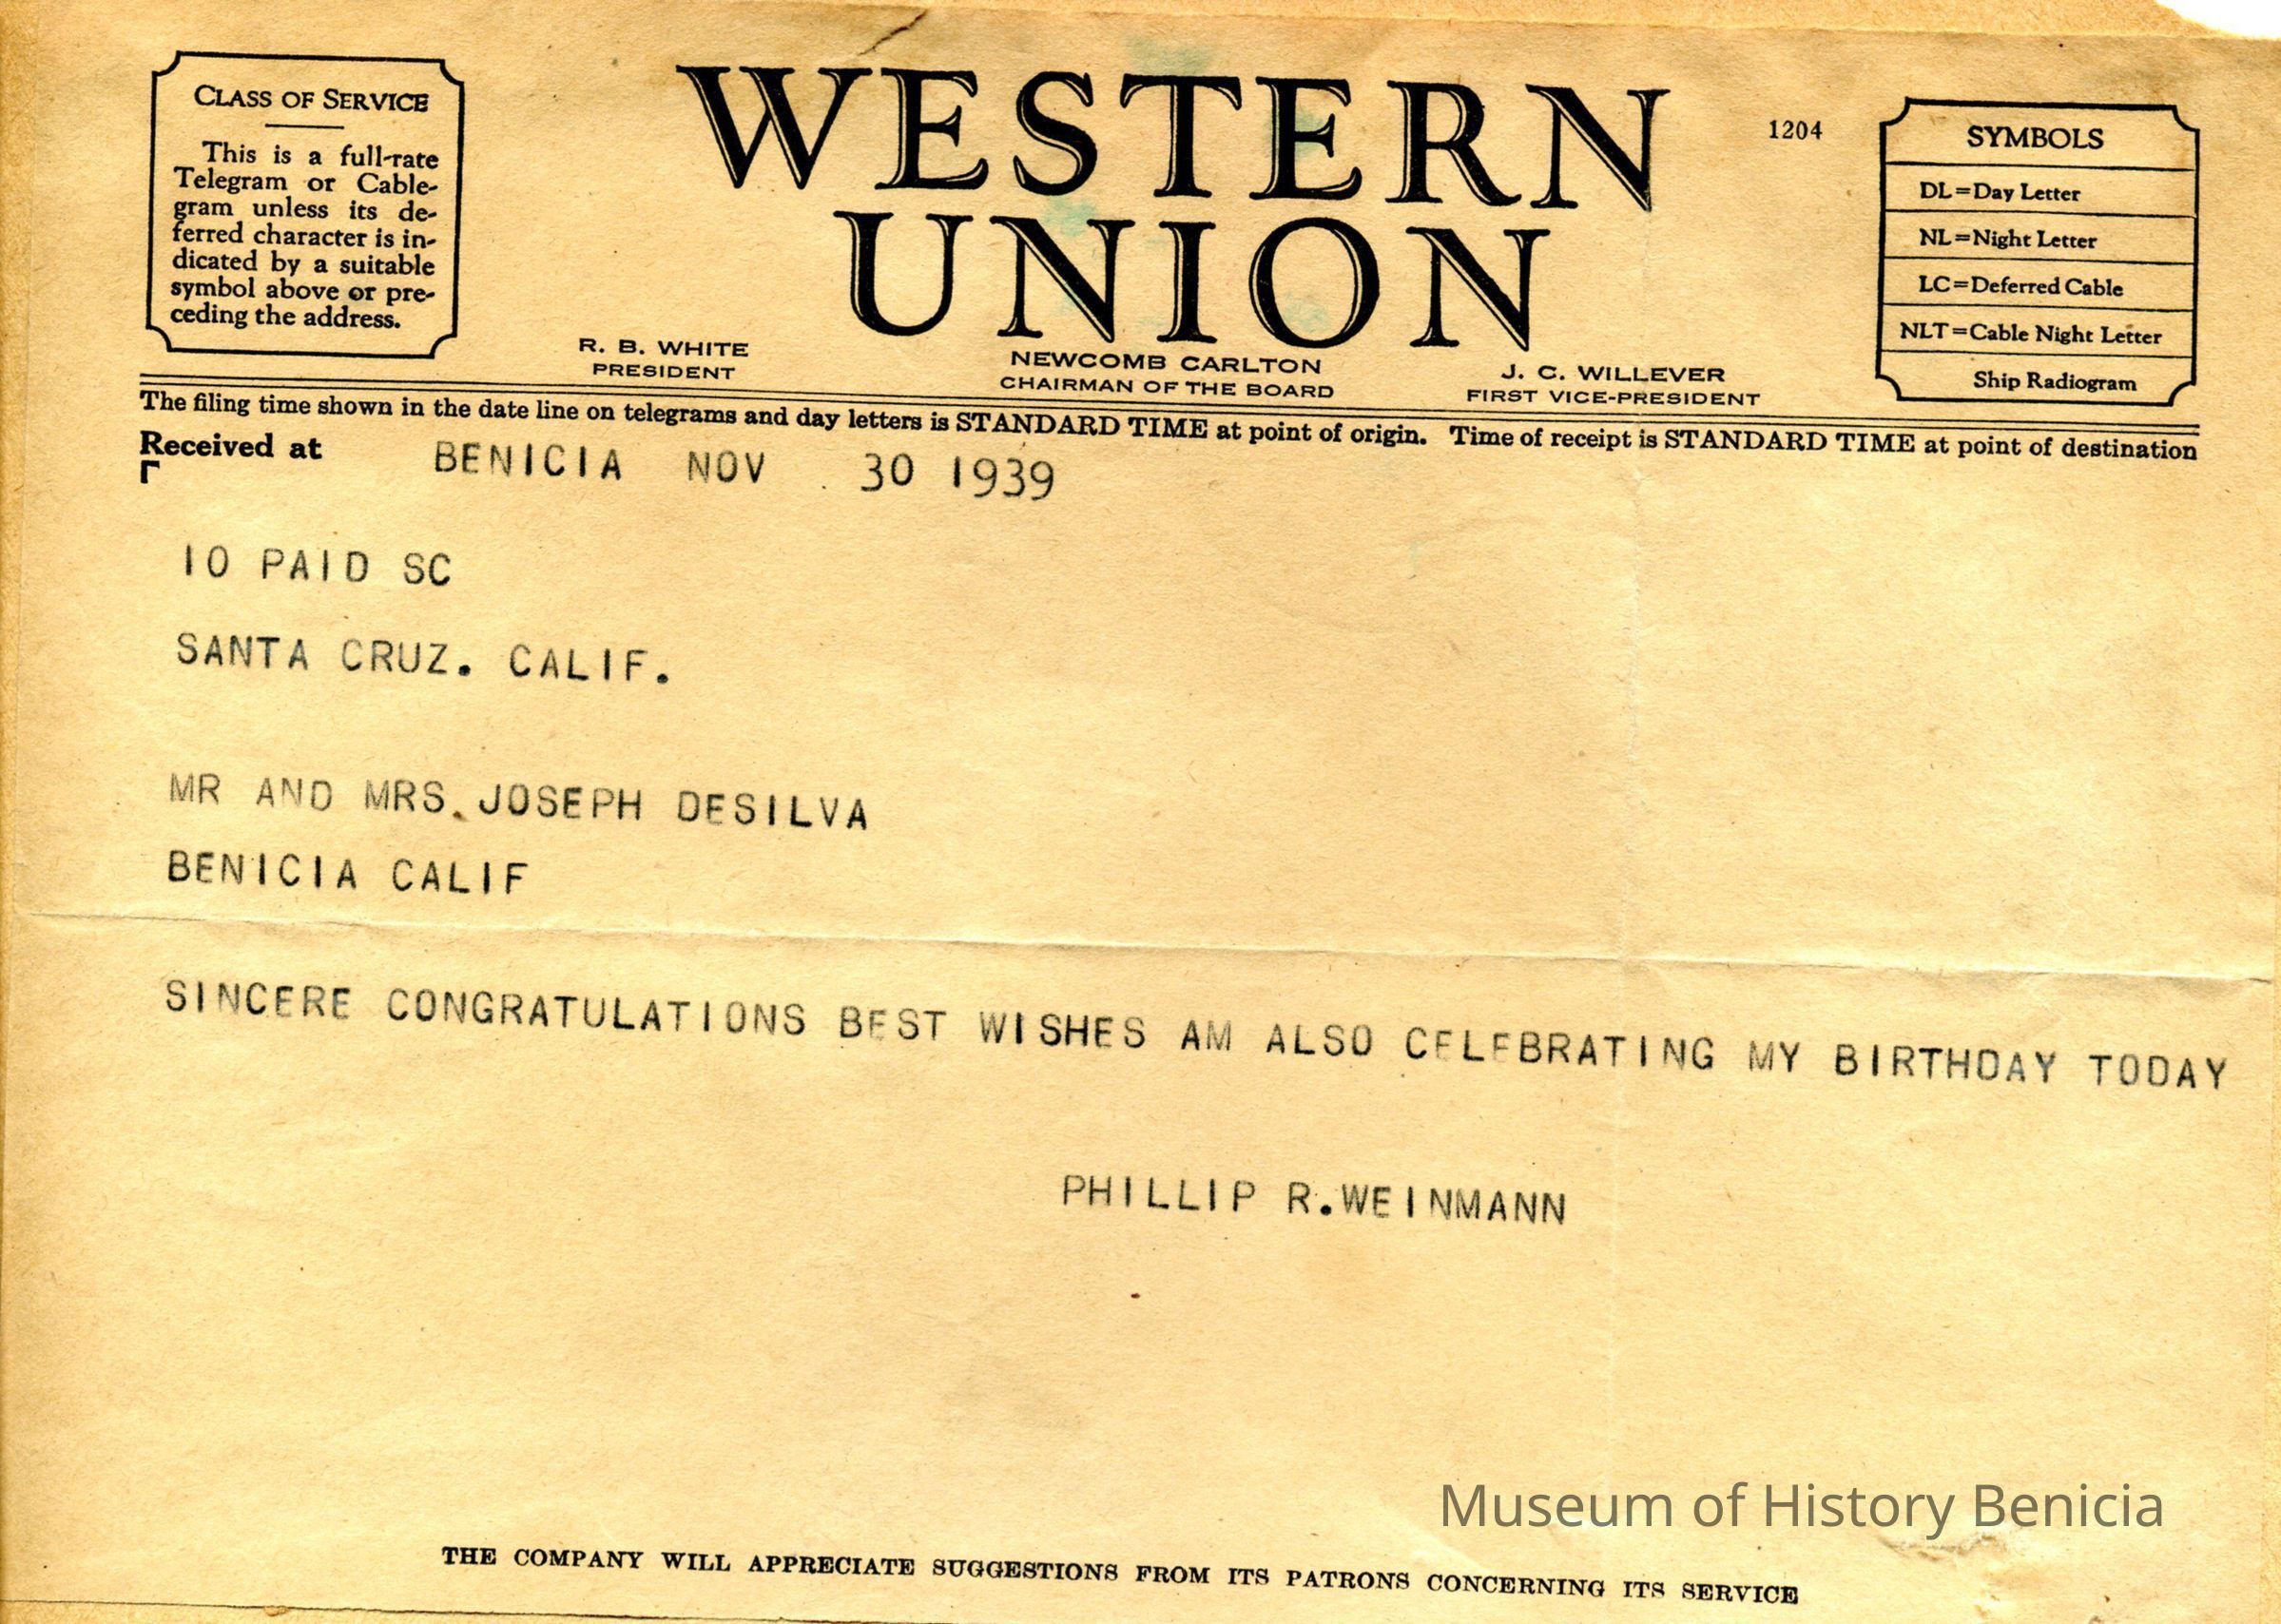 CLASS OF SERVICE
This is a full-rate
Telegram or Cable-
gram unless its de-
ferred character is in-
dicated by a suitable
symbol above or pre-
ceding the address.
WESTERN
UNION
1204
SYMBOLS
DL=Day Letter
NL=Night Letter
LC=Deferred Cable
NLT=Cable Night Letter
Ship Radiogram
R. B. WHITE
PRESIDENT
NEWCOMB CARLTON
CHAIRMAN OF THE BOARD
J. C. WILLEVER
FIRST VICE-PRESIDENT
The filing time shown in the date line on telegrams and day letters is STANDARD TIME at point of origin. Time of receipt is STANDARD TIME at point of destination
Received at BENICIA NOV . 30 1939
10 PAID SC
SANTA CRUZ. CALIF.
MR AND MRS. JOSEPH DESILVA
BENICIA CALIF
SINCERE CONGRATULATIONS BEST WISHES AM ALSO CELEBRATING MY BIRTHDAY TODAY
PHILLIP R.WEINMANN
Museum of History Benicia
THE COMPANY WILL APPRECIATE SUGGESTIONS FROM ITS PATRONS CONCERNING ITS SERVICE